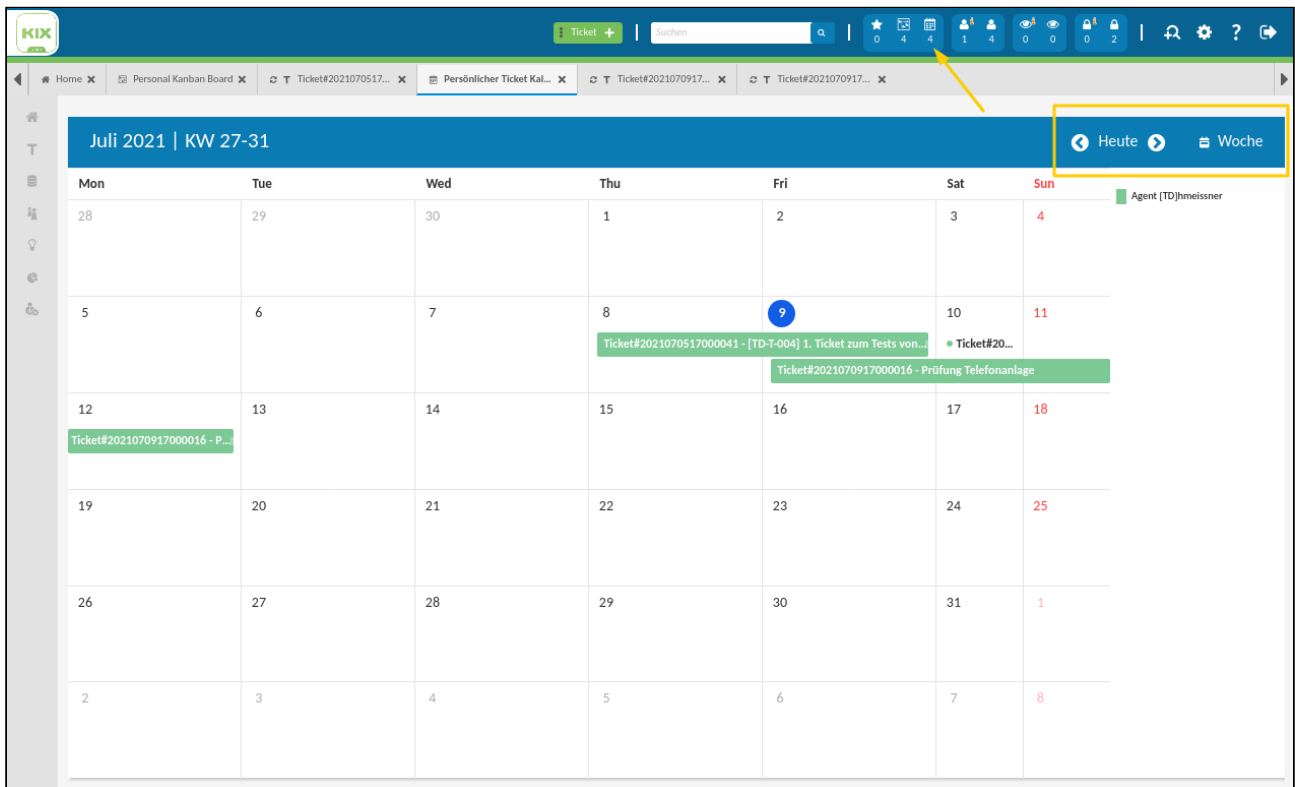 KIX
Ticket
Suchen
0 4 4 1 4 0 0 0 2
Home
Personal Kanban Board
T Ticket#2021070517...
Persönlicher Ticket Kal...
T Ticket#2021070917...
T Ticket#2021070917...
Juli 2021 | KW 27-31
Heute
Woche
Mon Tue Wed Thu Fri Sat Sun
Agent [TD]hmeissner
28 29 30 1 2 3 4
5 6 7 8 9 10 11
Ticket#2021070517000041 - [TD-T-004] 1. Ticket zum Tests von...
Ticket#20...
Ticket#2021070917000016 - Prüfung Telefonanlage
12 13 14 15 16 17 18
Ticket#2021070917000016 - P...
19 20 21 22 23 24 25
26 27 28 29 30 31 1
2 3 4 5 6 7 8